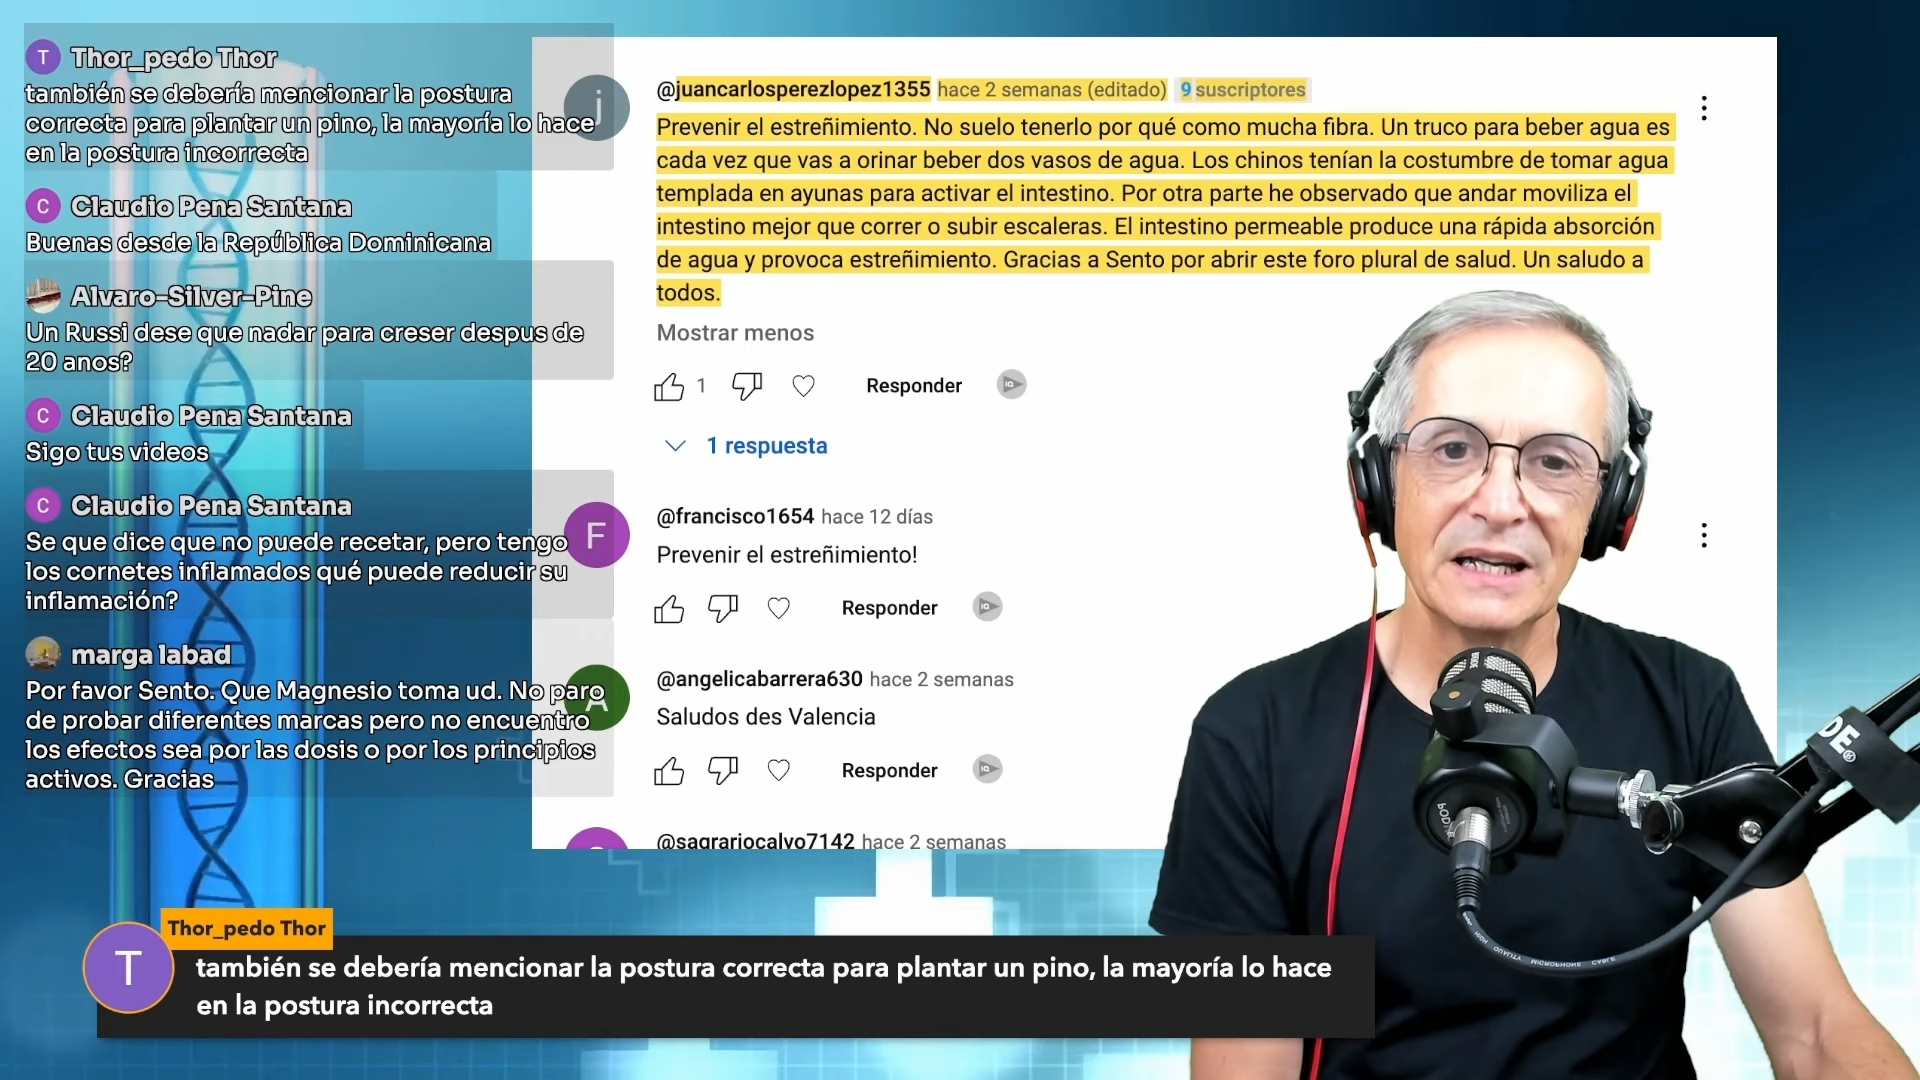 T Thor_pedo Thor
también se debería mencionar la postura
correcta para plantar un pino, la mayoría lo hace
en la postura incorrecta
C Claudio Pena Santana
Buenas desde la República Dominicana
Alvaro-Silver-Pine
Un Russi dese que nadar para creser despus de
20 anos?
C Claudio Pena Santana
Sigo tus videos
C Claudio Pena Santana
Se que dice que no puede recetar, pero tengo
los cornetes inflamados qué puede reducir su
inflamación?
marga labad
Por favor Sento. Que Magnesio toma ud. No paro
de probar diferentes marcas pero no encuentro
los efectos sea por las dosis o por los principios
activos. Gracias
j
@juancarlosperezlopez1355 hace 2 semanas (editado) 9 suscriptores
Prevenir el estreñimiento. No suelo tenerlo por qué como mucha fibra. Un truco para beber agua es
cada vez que vas a orinar beber dos vasos de agua. Los chinos tenían la costumbre de tomar agua
templada en ayunas para activar el intestino. Por otra parte he observado que andar moviliza el
intestino mejor que correr o subir escaleras. El intestino permeable produce una rápida absorción
de agua y provoca estreñimiento. Gracias a Sento por abrir este foro plural de salud. Un saludo a
todos.
Mostrar menos
1 Responder
1 respuesta
F
@francisco1654 hace 12 días
Prevenir el estreñimiento!
Responder
A
@angelicabarrera630 hace 2 semanas
Saludos des Valencia
Responder
@sagrariocalvo7142 hace 2 semanas
RØDE
PODMIC
MICROPHONE CABLE
Thor_pedo Thor
T
también se debería mencionar la postura correcta para plantar un pino, la mayoría lo hace
en la postura incorrecta